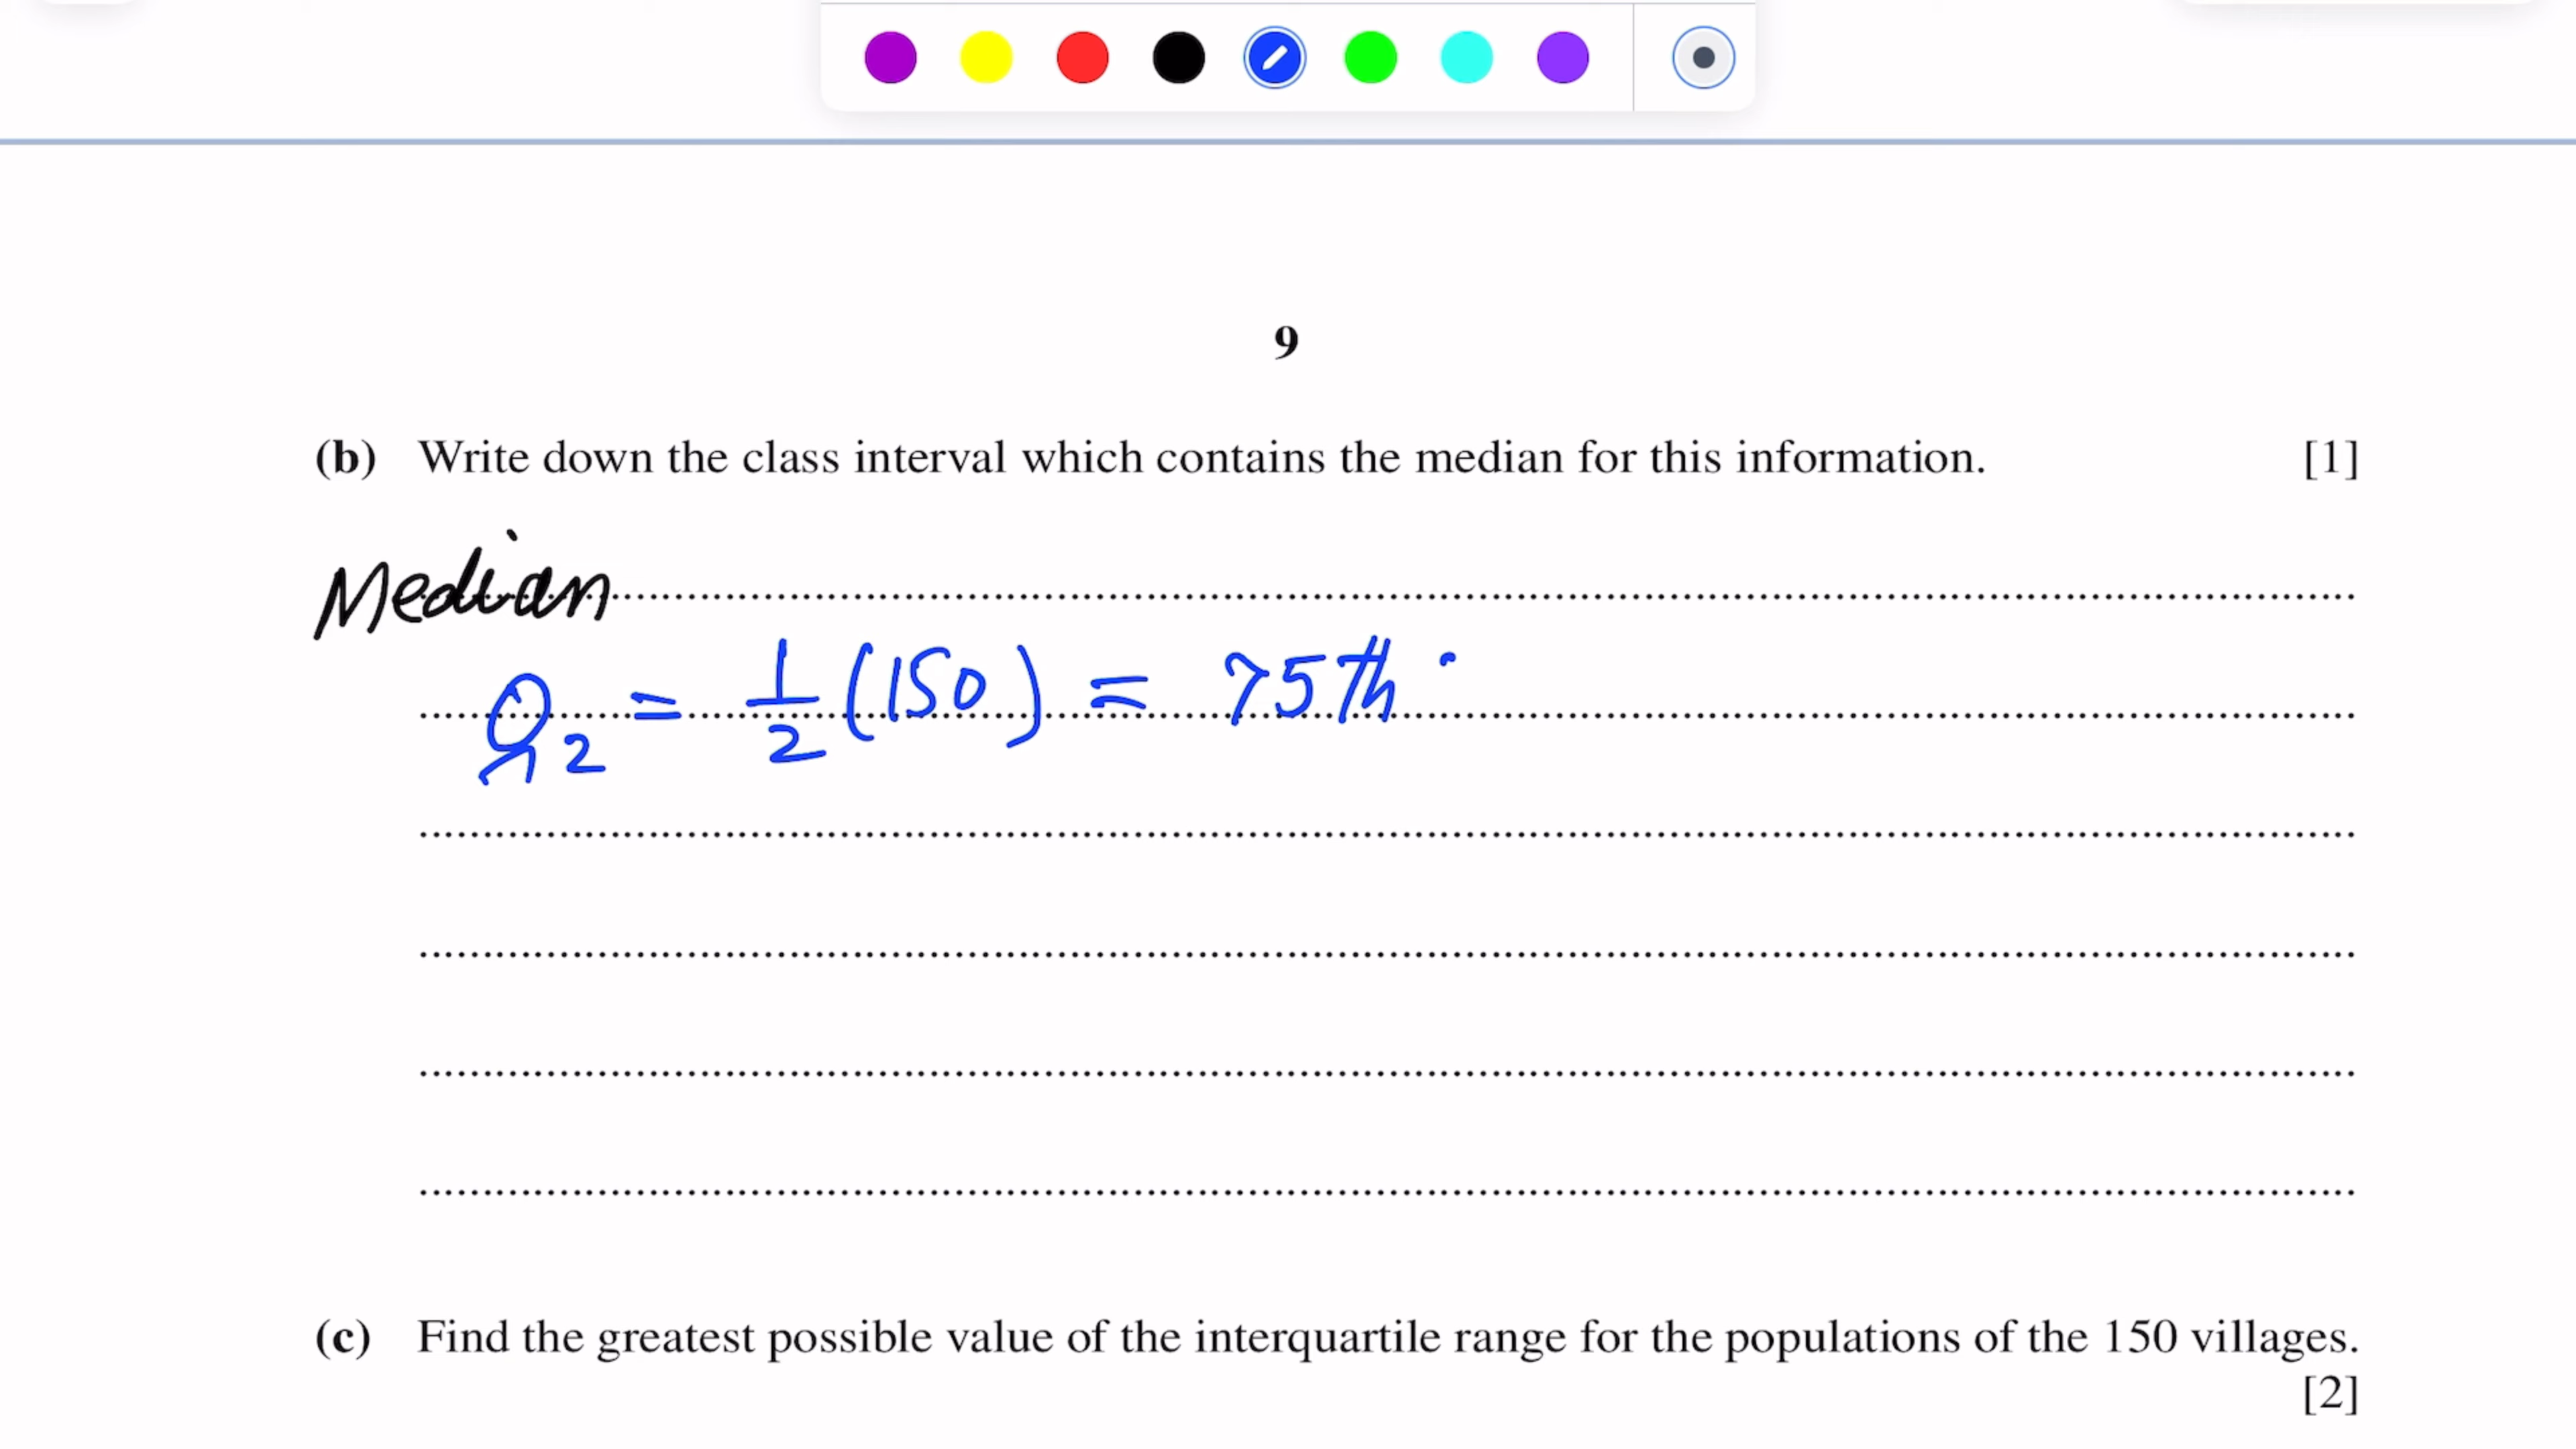 9
(b) Write down the class interval which contains the median for this information. [1]
Median
Q2 = 1/2 (150) = 75th
(c) Find the greatest possible value of the interquartile range for the populations of the 150 villages.
[2]